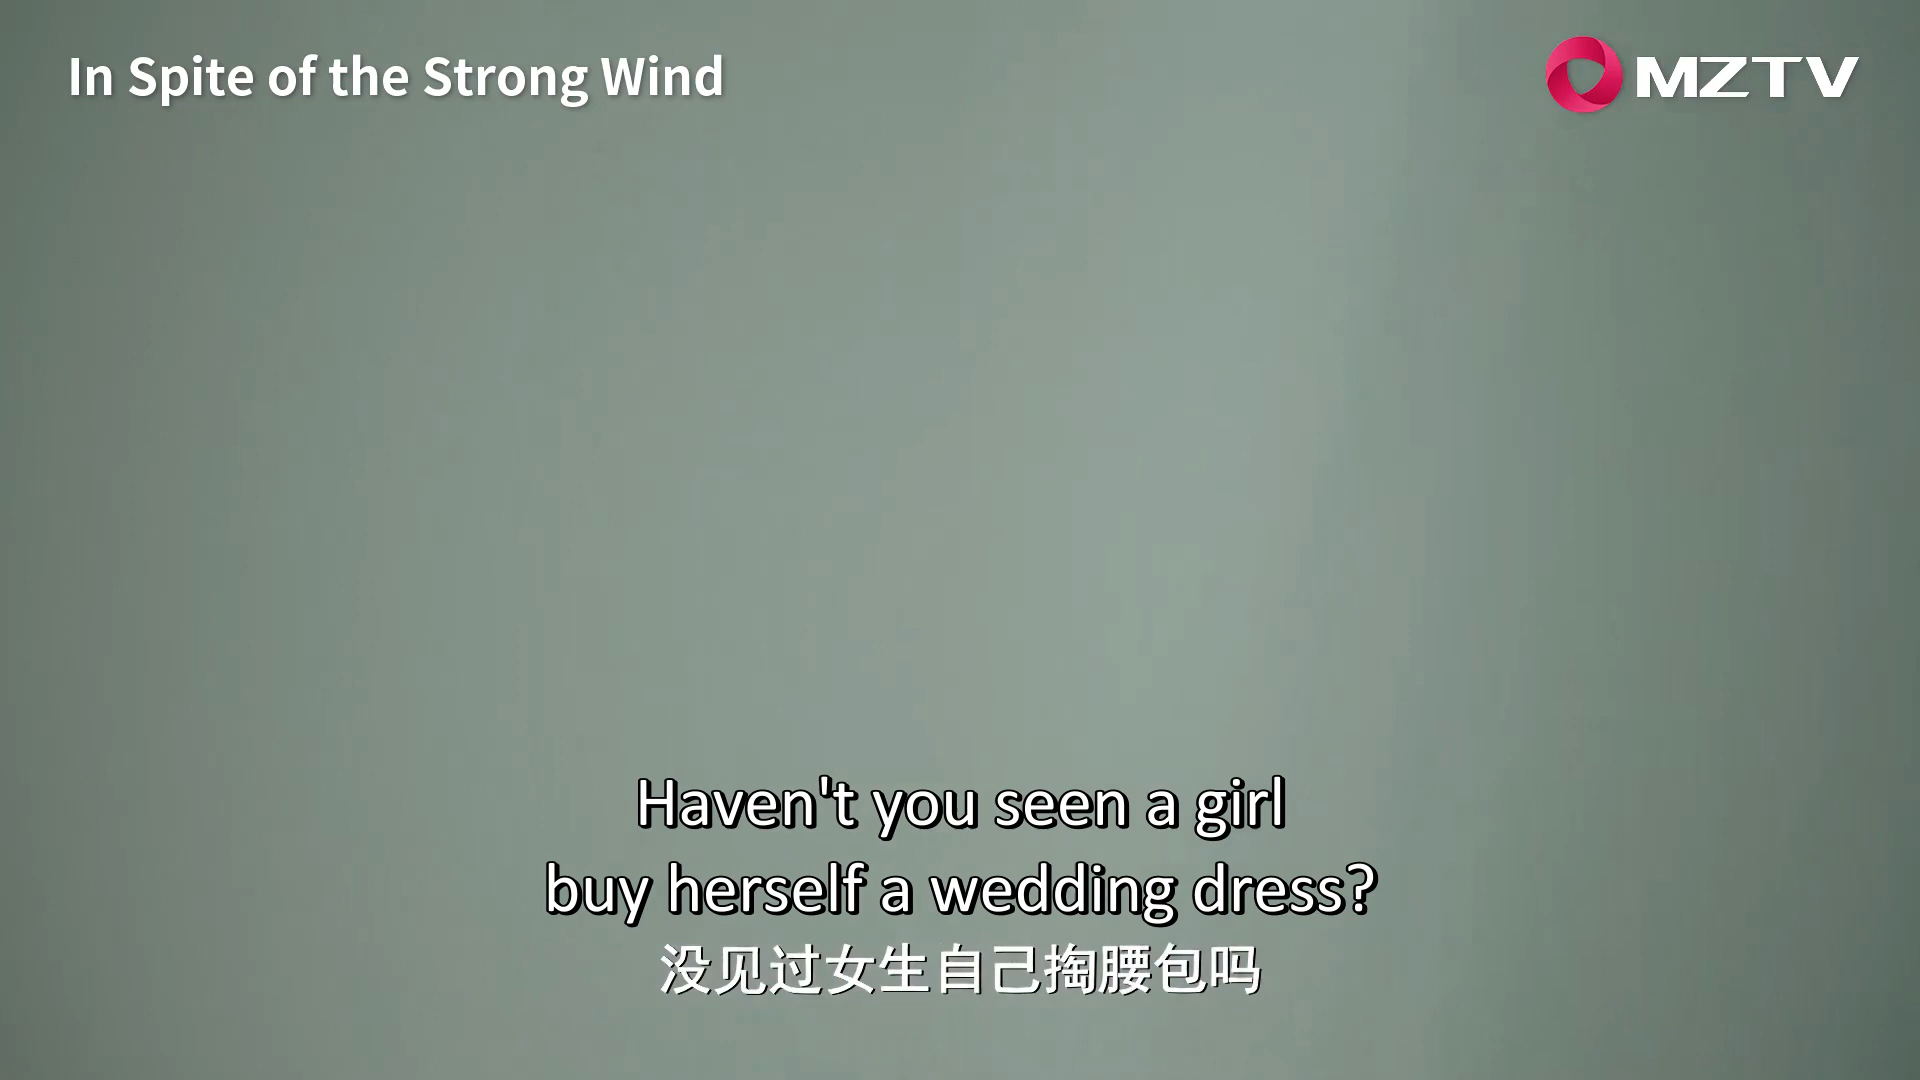 In Spite of the Strong Wind
MZTV
Haven't you seen a girl
buy herself a wedding dress?
没见过女生自己掏腰包吗